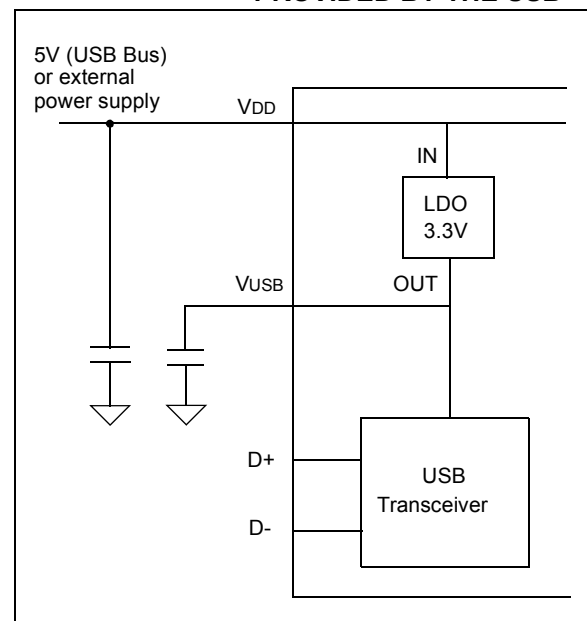 5V (USB Bus)
or external
power supply
VDD
IN
LDO
3.3V
VUSB
OUT
D+
USB
Transceiver
D-